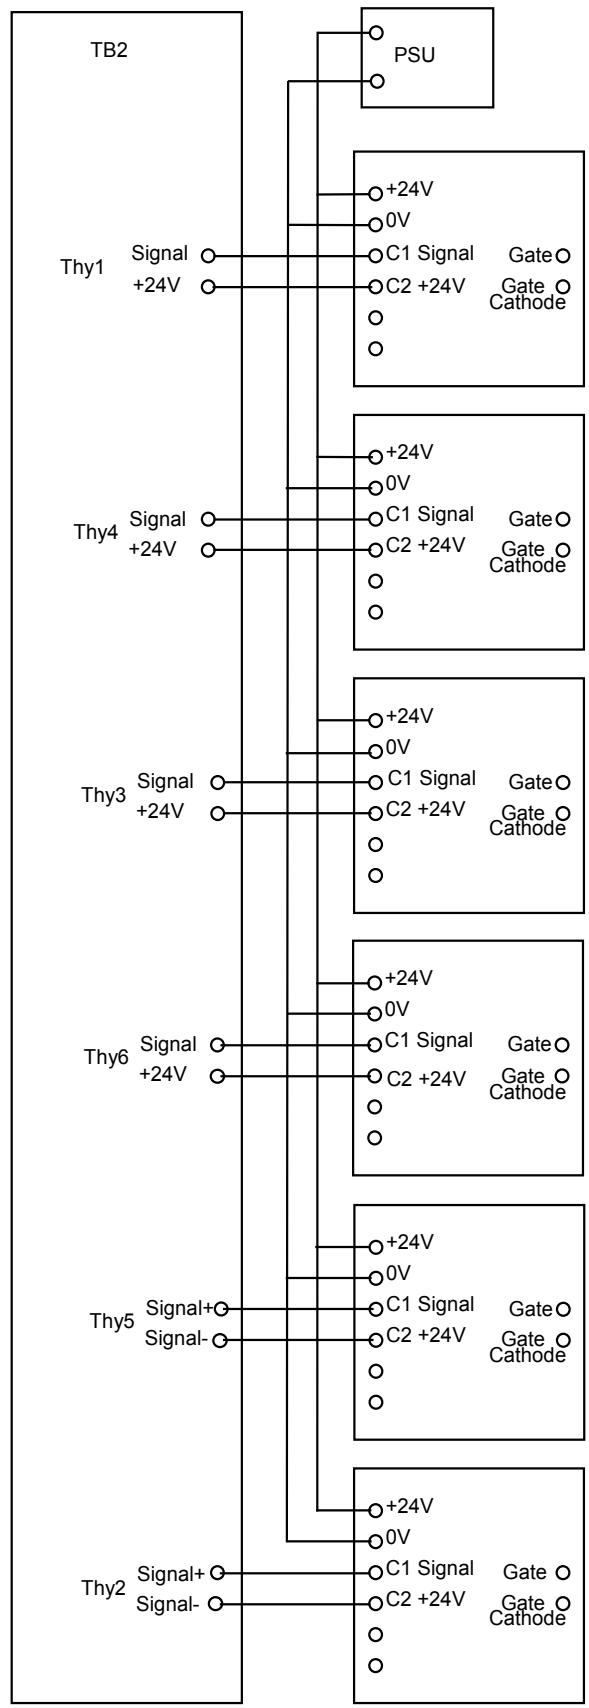 TB2
PSU
Thy1
Signal
+24V
+24V
0V
C1 Signal
C2 +24V
Gate
Gate
Cathode
Thy4
Signal
+24V
+24V
0V
C1 Signal
C2 +24V
Gate
Gate
Cathode
Thy3
Signal
+24V
+24V
0V
C1 Signal
C2 +24V
Gate
Gate
Cathode
Thy6
Signal
+24V
+24V
0V
C1 Signal
C2 +24V
Gate
Gate
Cathode
Thy5
Signal+
Signal-
+24V
0V
C1 Signal
C2 +24V
Gate
Gate
Cathode
Thy2
Signal+
Signal-
+24V
0V
C1 Signal
C2 +24V
Gate
Gate
Cathode